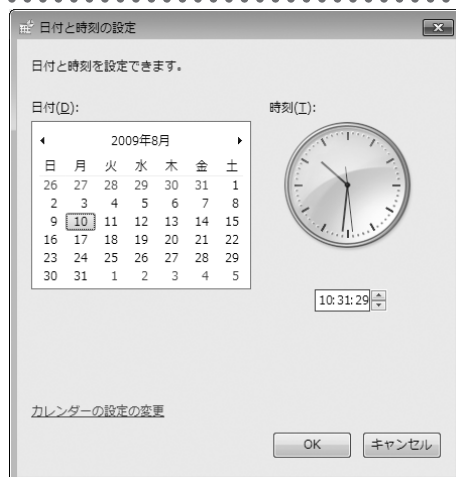 日付と時刻の設定
日付と時刻を設定できます。
日付(D):
時刻(T):
2009年8月
日 月 火 水 木 金 土
26 27 28 29 30 31 1
2 3 4 5 6 7 8
9 10 11 12 13 14 15
16 17 18 19 20 21 22
23 24 25 26 27 28 29
30 31 1 2 3 4 5
10:31:29
カレンダーの設定の変更
OK キャンセル